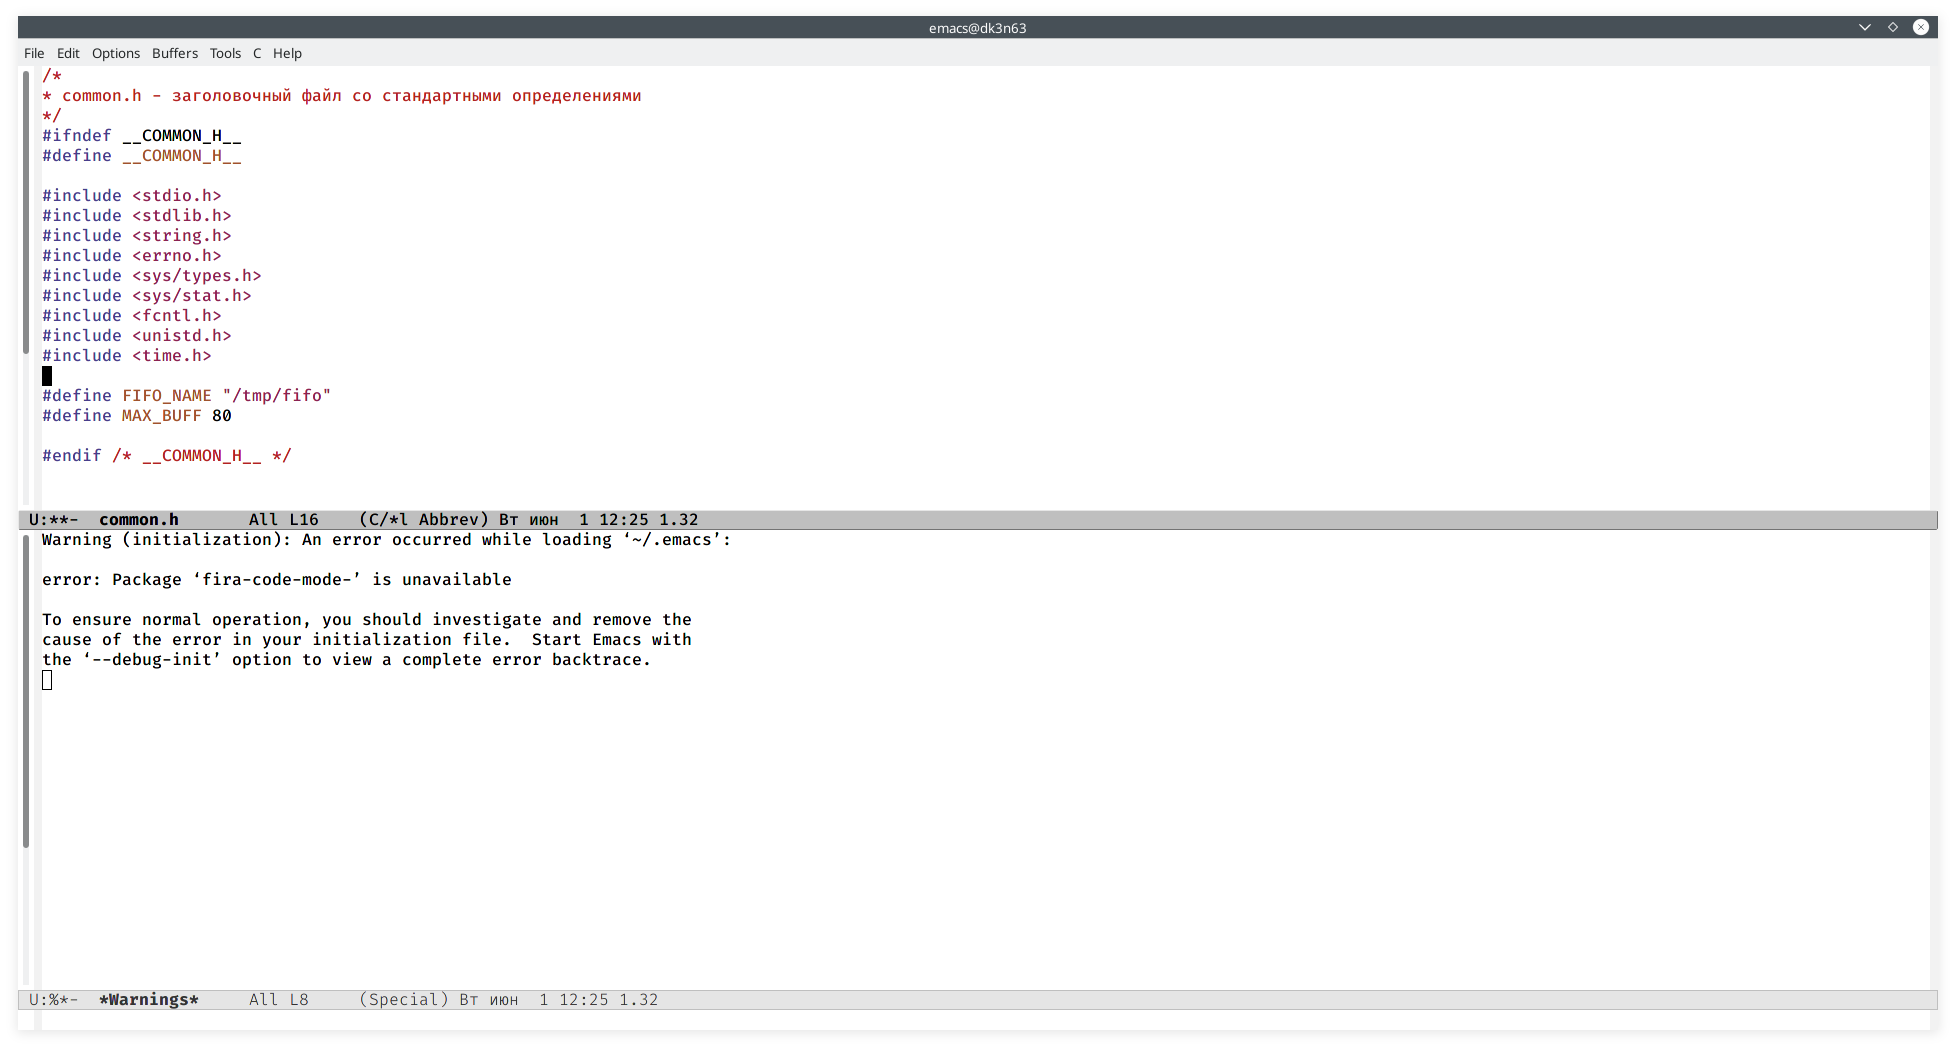 emacs@dk3n63
File Edit Options Buffers Tools C Help
/*
* common.h - заголовочный файл со стандартными определениями
*/
#ifndef __COMMON_H__
#define __COMMON_H__
#include <stdio.h>
#include <stdlib.h>
#include <string.h>
#include <errno.h>
#include <sys/types.h>
#include <sys/stat.h>
#include <fcntl.h>
#include <unistd.h>
#include <time.h>
#define FIFO_NAME "/tmp/fifo"
#define MAX_BUFF 80
#endif /* __COMMON_H__ */
U:**-  common.h       All L16    (C/*l Abbrev) Вт июн  1 12:25 1.32
Warning (initialization): An error occurred while loading ‘~/.emacs’:
error: Package ‘fira-code-mode-’ is unavailable
To ensure normal operation, you should investigate and remove the
cause of the error in your initialization file.  Start Emacs with
the ‘--debug-init’ option to view a complete error backtrace.
U:%*-  *Warnings*     All L8     (Special) Вт июн  1 12:25 1.32